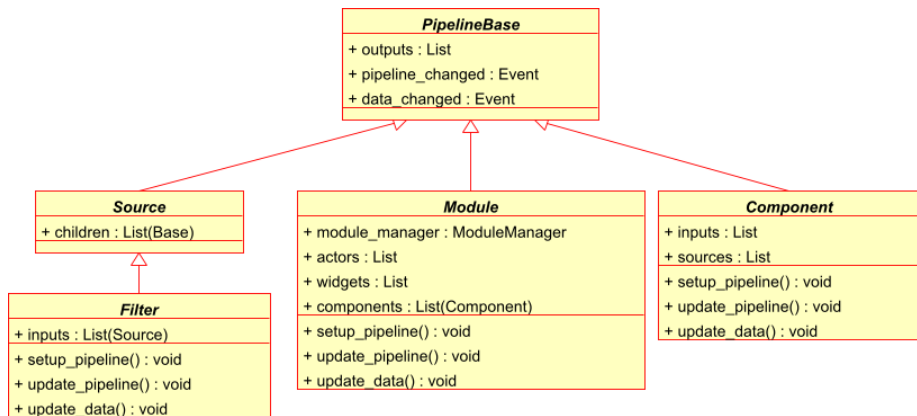 PipelineBase
+ outputs : List
+ pipeline_changed : Event
+ data_changed : Event
Source
+ children : List(Base)
Module
+ module_manager : ModuleManager
+ actors : List
+ widgets : List
+ components : List(Component)
+ setup_pipeline() : void
+ update_pipeline() : void
+ update_data() : void
Component
+ inputs : List
+ sources : List
+ setup_pipeline() : void
+ update_pipeline() : void
+ update_data() : void
Filter
+ inputs : List(Source)
+ setup_pipeline() : void
+ update_pipeline() : void
+ update_data() : void